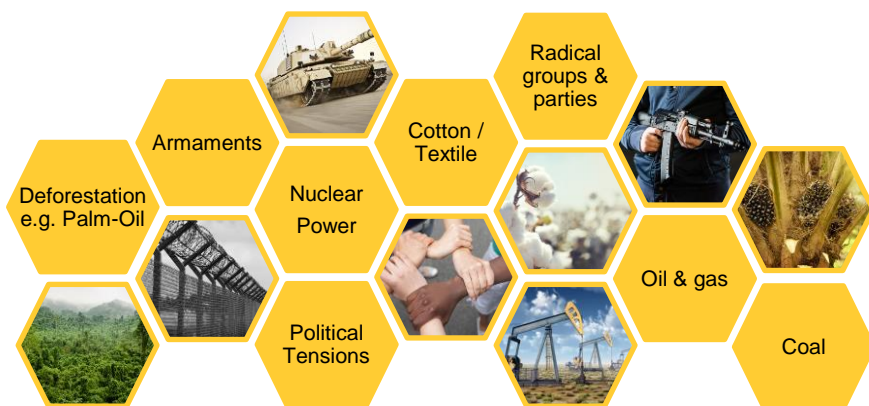 Radical
groups &
parties
Armaments
Cotton /
Textile
Deforestation
e.g. Palm-Oil
Nuclear
Power
Oil & gas
Political
Tensions
Coal